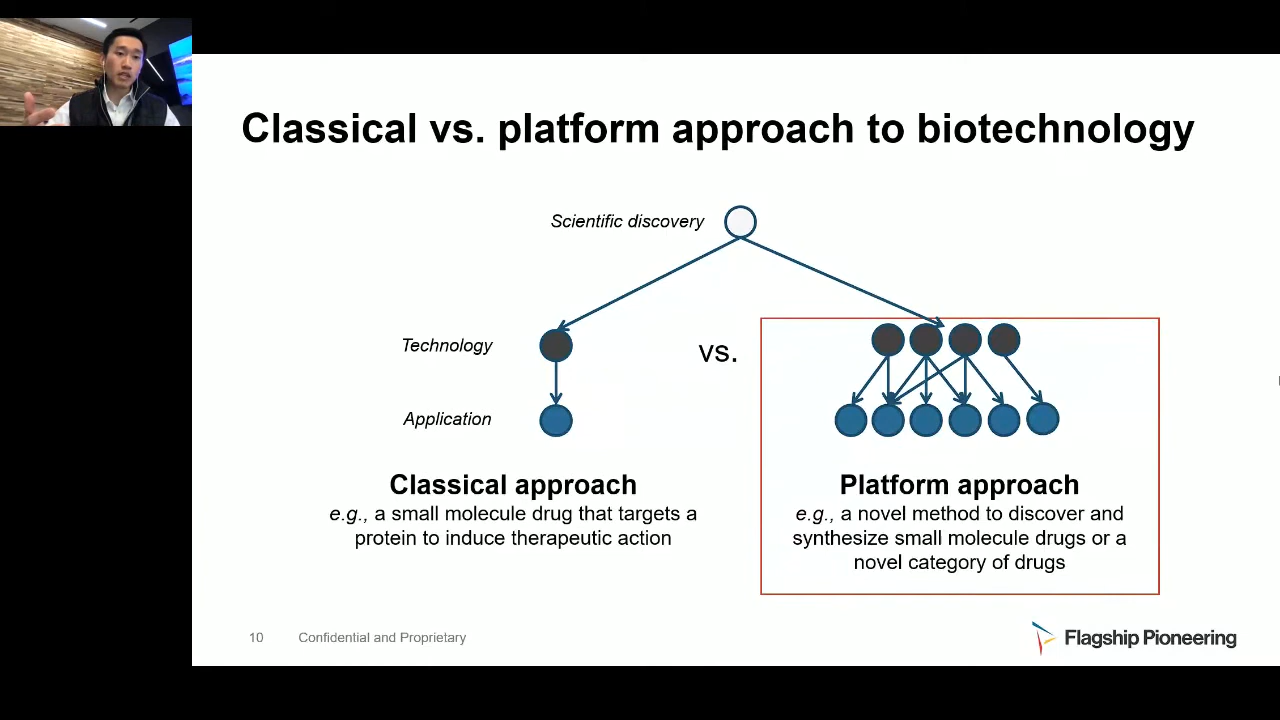 Classical vs. platform approach to biotechnology
Scientific discovery
Technology
vs.
Application
Classical approach
e.g., a small molecule drug that targets a
protein to induce therapeutic action
Platform approach
e.g., a novel method to discover and
synthesize small molecule drugs or a
novel category of drugs
10
Confidential and Proprietary
Flagship Pioneering